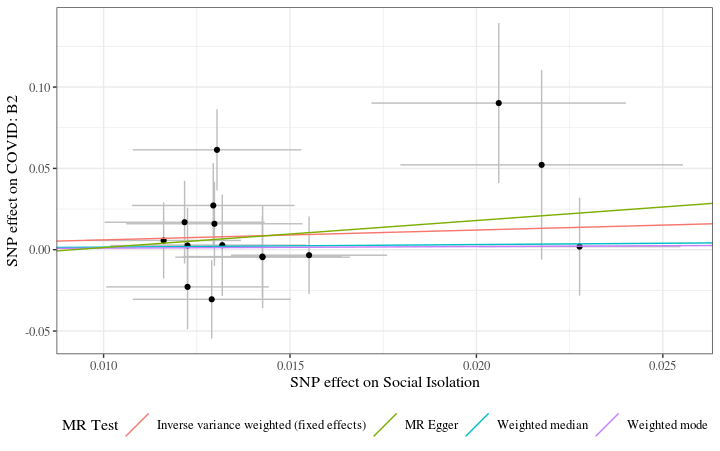 0.10
0.05
0.00
-0.05
SNP effect on COVID: B2
0.010
0.015
0.020
0.025
SNP effect on Social Isolation
MR Test
Inverse variance weighted (fixed effects)
MR Egger
Weighted median
Weighted mode